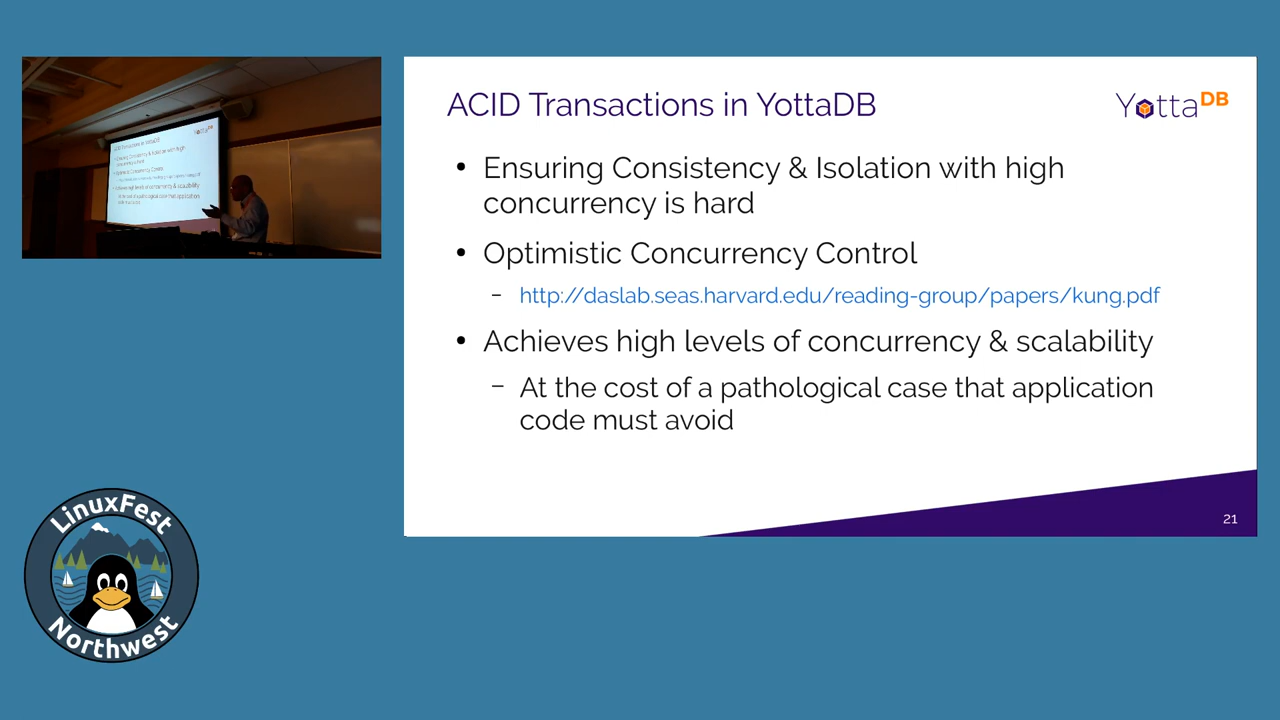 ACID Transactions in YottaDB
YottaDB
• Ensuring Consistency & Isolation with high
concurrency is hard
• Optimistic Concurrency Control
– http://daslab.seas.harvard.edu/reading-group/papers/kung.pdf
• Achieves high levels of concurrency & scalability
– At the cost of a pathological case that application
code must avoid
21
LinuxFest
Northwest